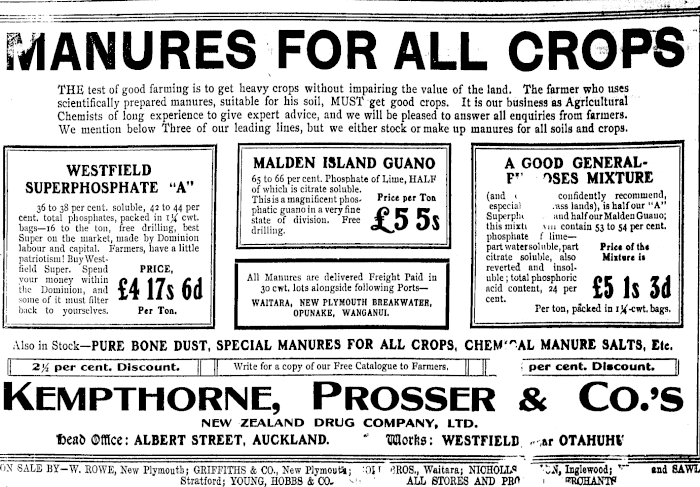 MANURES FOR ALL CROPS
THE test of good farming is to get heavy crops without impairing the value of the land. The farmer who uses
scientifically prepared manures, suitable for his soil, MUST get good crops. It is our business as Agricultural
Chemists of long experience to give expert advice, and we will be pleased to answer all enquiries from farmers.
We mention below Three of our leading lines, but we either stock or make up manures for all soils and crops.
WESTFIELD
SUPERPHOSPHATE "A"
36 to 38 per cent. soluble, 42 to 44 per
cent. total phosphates, packed in 1¼ cwt.
bags—16 to the ton, free drilling, best
Super on the market, made by Dominion
labour and capital. Farmers, have a little
patriotism! Buy West-
field Super. Spend
your money within
the Dominion, and
some of it must filter
back to yourselves.
PRICE,
£4 17s 6d
Per Ton.
MALDEN ISLAND GUANO
65 to 66 per cent. Phosphate of Lime, HALF
of which is citrate soluble.
This is a magnificent phos-
phatic guano in a very fine
state of division. Free
drilling.
Price per Ton
£5 5s
All Manures are delivered Freight Paid in
30 cwt. lots alongside following Ports—
WAITARA, NEW PLYMOUTH BREAKWATER,
OPUNAKE, WANGANUI.
A GOOD GENERAL-
MIXTURE
(and confidently recommend,
lands), is half our "A"
and half our Malden Guano;
this contain 53 to 54 per cent.
phosphate lime—
part water soluble, part
citrate soluble, also
reverted and insol-
uble; total phosphoric
acid content, 24 per
cent.
Price of the
Mixture is
£5 1s 3d
Per ton, packed in 1¼-cwt. bags.
Also in Stock—PURE BONE DUST, SPECIAL MANURES FOR ALL CROPS, CHEMICAL MANURE SALTS, Etc.
2½ per cent. Discount.
Write for a copy of our Free Catalogue to Farmers.
per cent. Discount.
KEMPTHORNE, PROSSER & CO.'S
NEW ZEALAND DRUG COMPANY, LTD.
Head Office: ALBERT STREET, AUCKLAND. Works: WESTFIELD, OTAHUHU
ON SALE BY—W. ROWE, New Plymouth; GRIFFITHS & CO., New Plymouth; BROS., Waitara; NICHOLLS Inglewood; and
Stratford; YOUNG, HOBBS & CO. ALL STORES AND